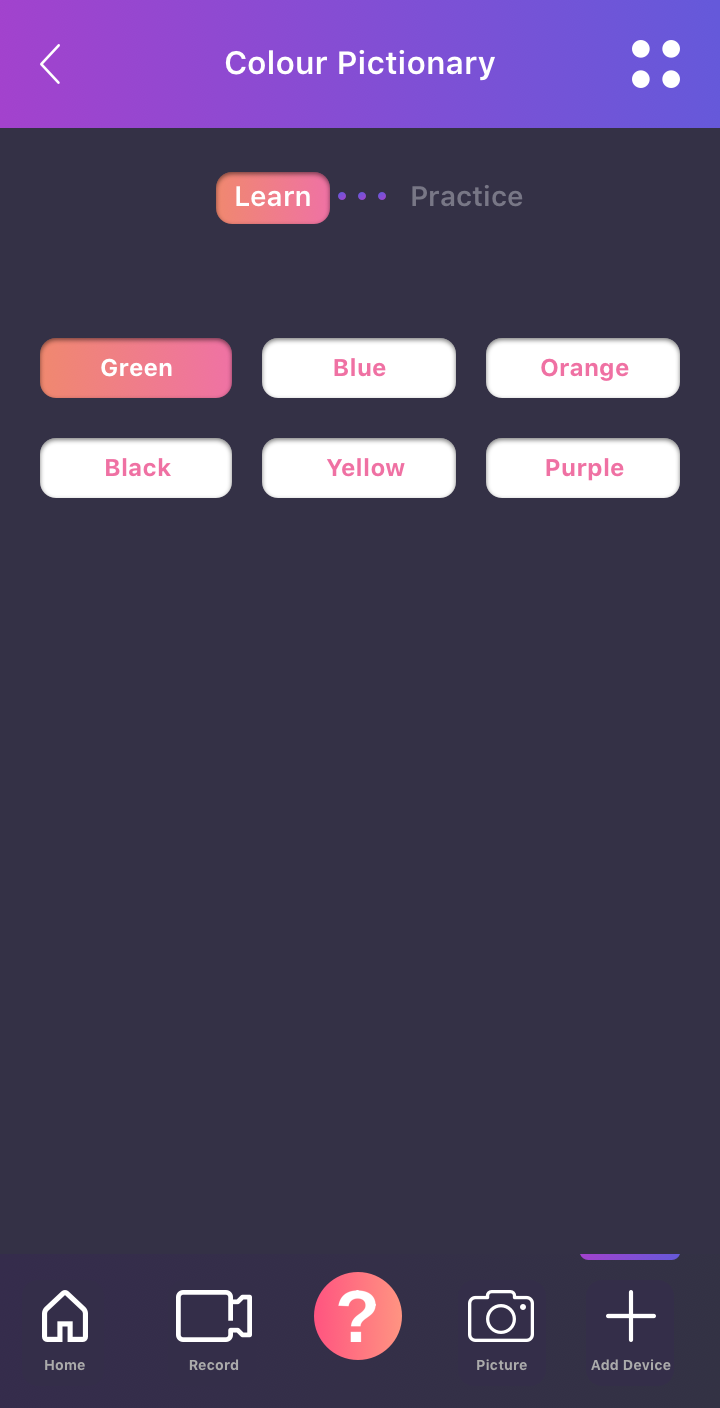 Colour Pictionary
Learn Practice
Green Blue Orange
Black Yellow Purple
?
Home Record Picture Add Device